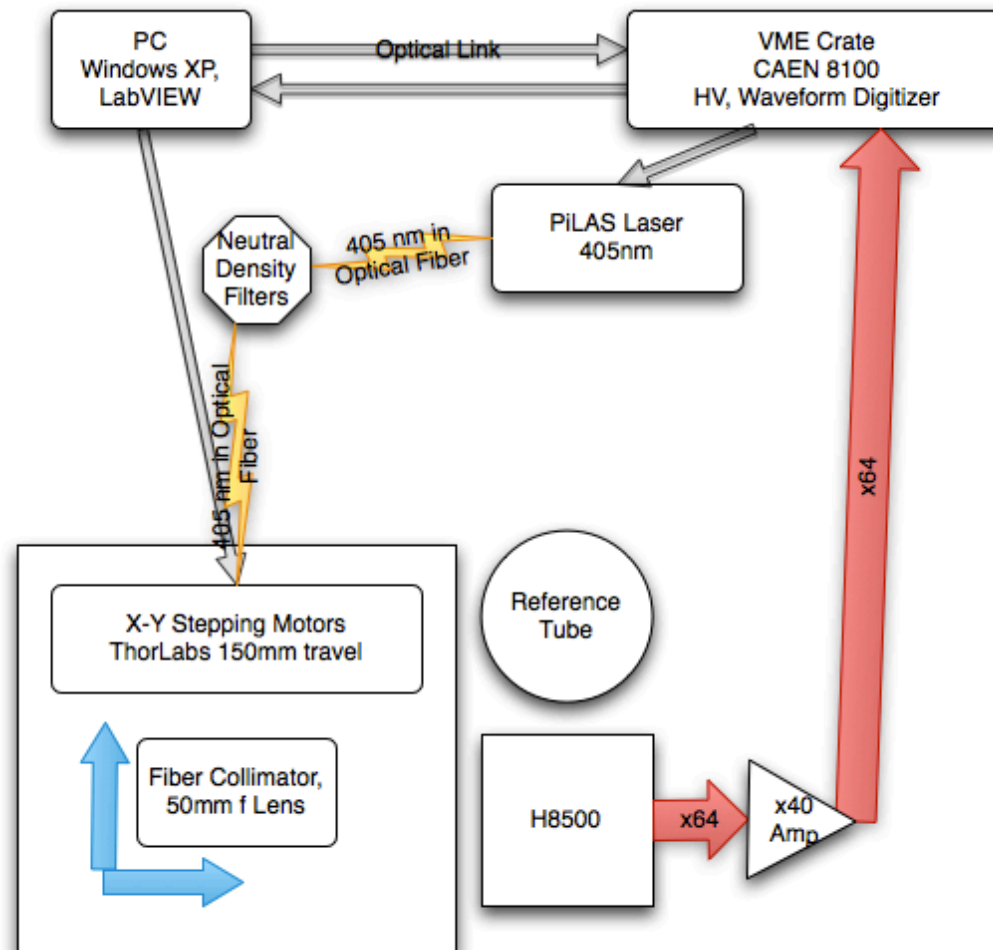 PC
Windows XP,
LabVIEW
Optical Link
VME Crate
CAEN 8100
HV, Waveform Digitizer
PiLAS Laser
405nm
405 nm in
Optical Fiber
Neutral
Density
Filters
405 nm in Optical
Fiber
x64
X-Y Stepping Motors
ThorLabs 150mm travel
Reference
Tube
Fiber Collimator,
50mm f Lens
H8500
x64
x40
Amp